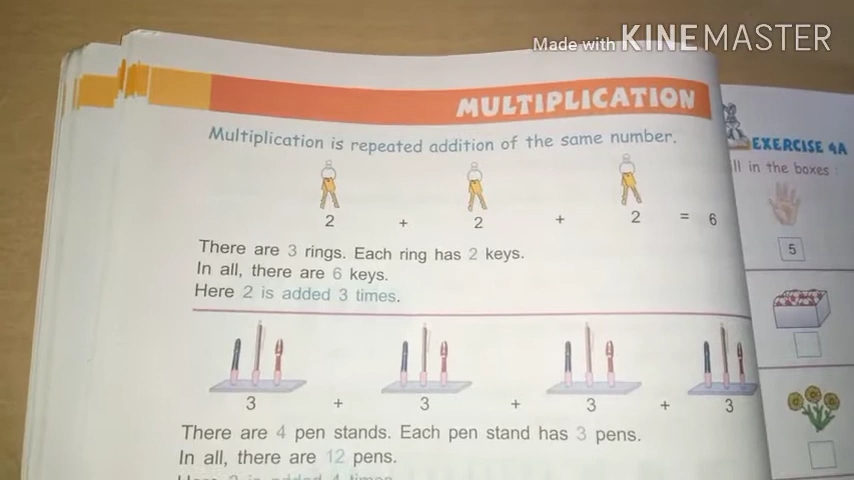 Made with KINEMASTER
MULTIPLICATION
Multiplication is repeated addition of the same number.
2 + 2 + 2 = 6
There are 3 rings. Each ring has 2 keys.
In all, there are 6 keys.
Here 2 is added 3 times.
3 + 3 + 3 + 3
There are 4 pen stands. Each pen stand has 3 pens.
In all, there are 12 pens.
EXERCISE 4A
in the boxes :
5